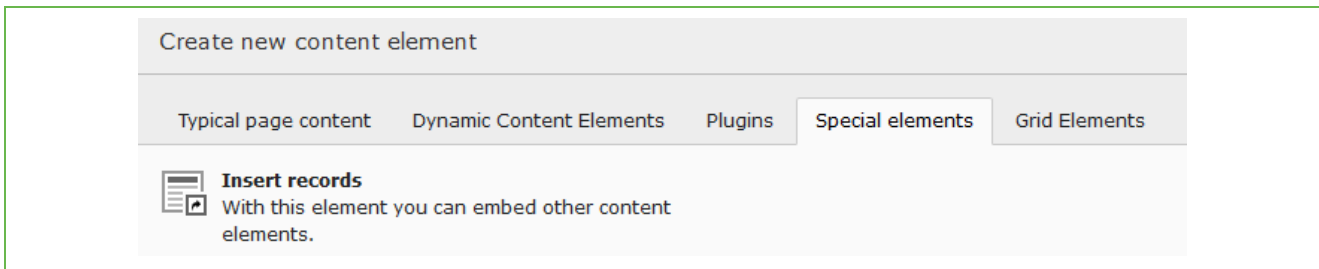 Create new content element
Typical page content Dynamic Content Elements Plugins Special elements Grid Elements
Insert records
With this element you can embed other content
elements.